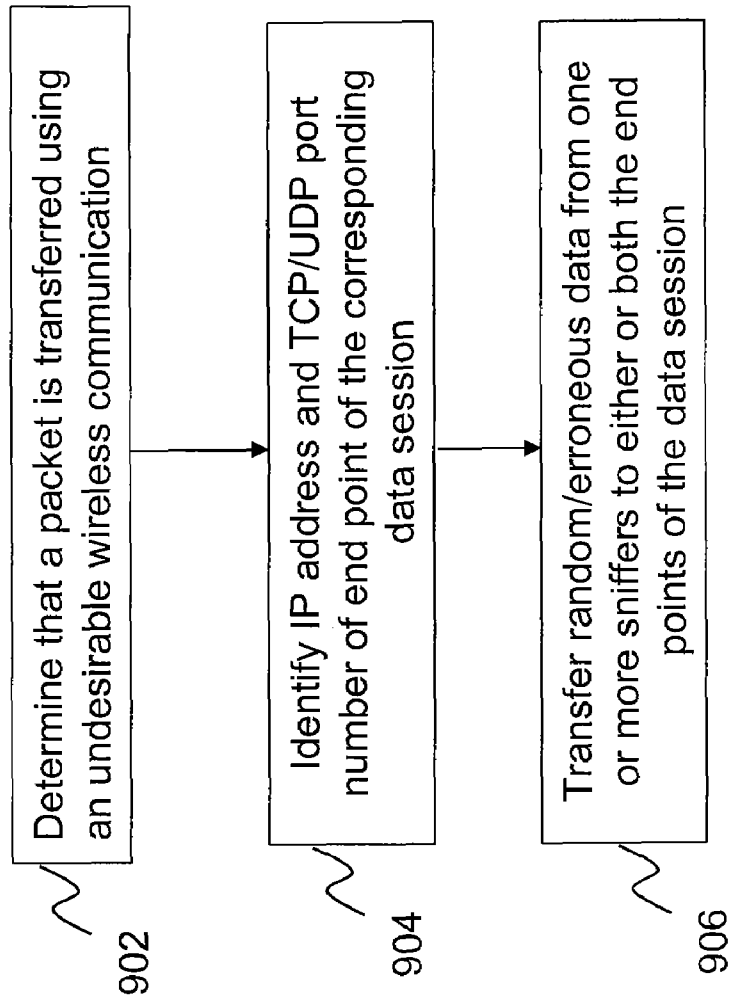 Determine that a packet is transferred using
an undesirable wireless communication
902
Identify IP address and TCP/UDP port
number of end point of the corresponding
data session
904
Transfer random/erroneous data from one
or more sniffers to either or both the end
points of the data session
906